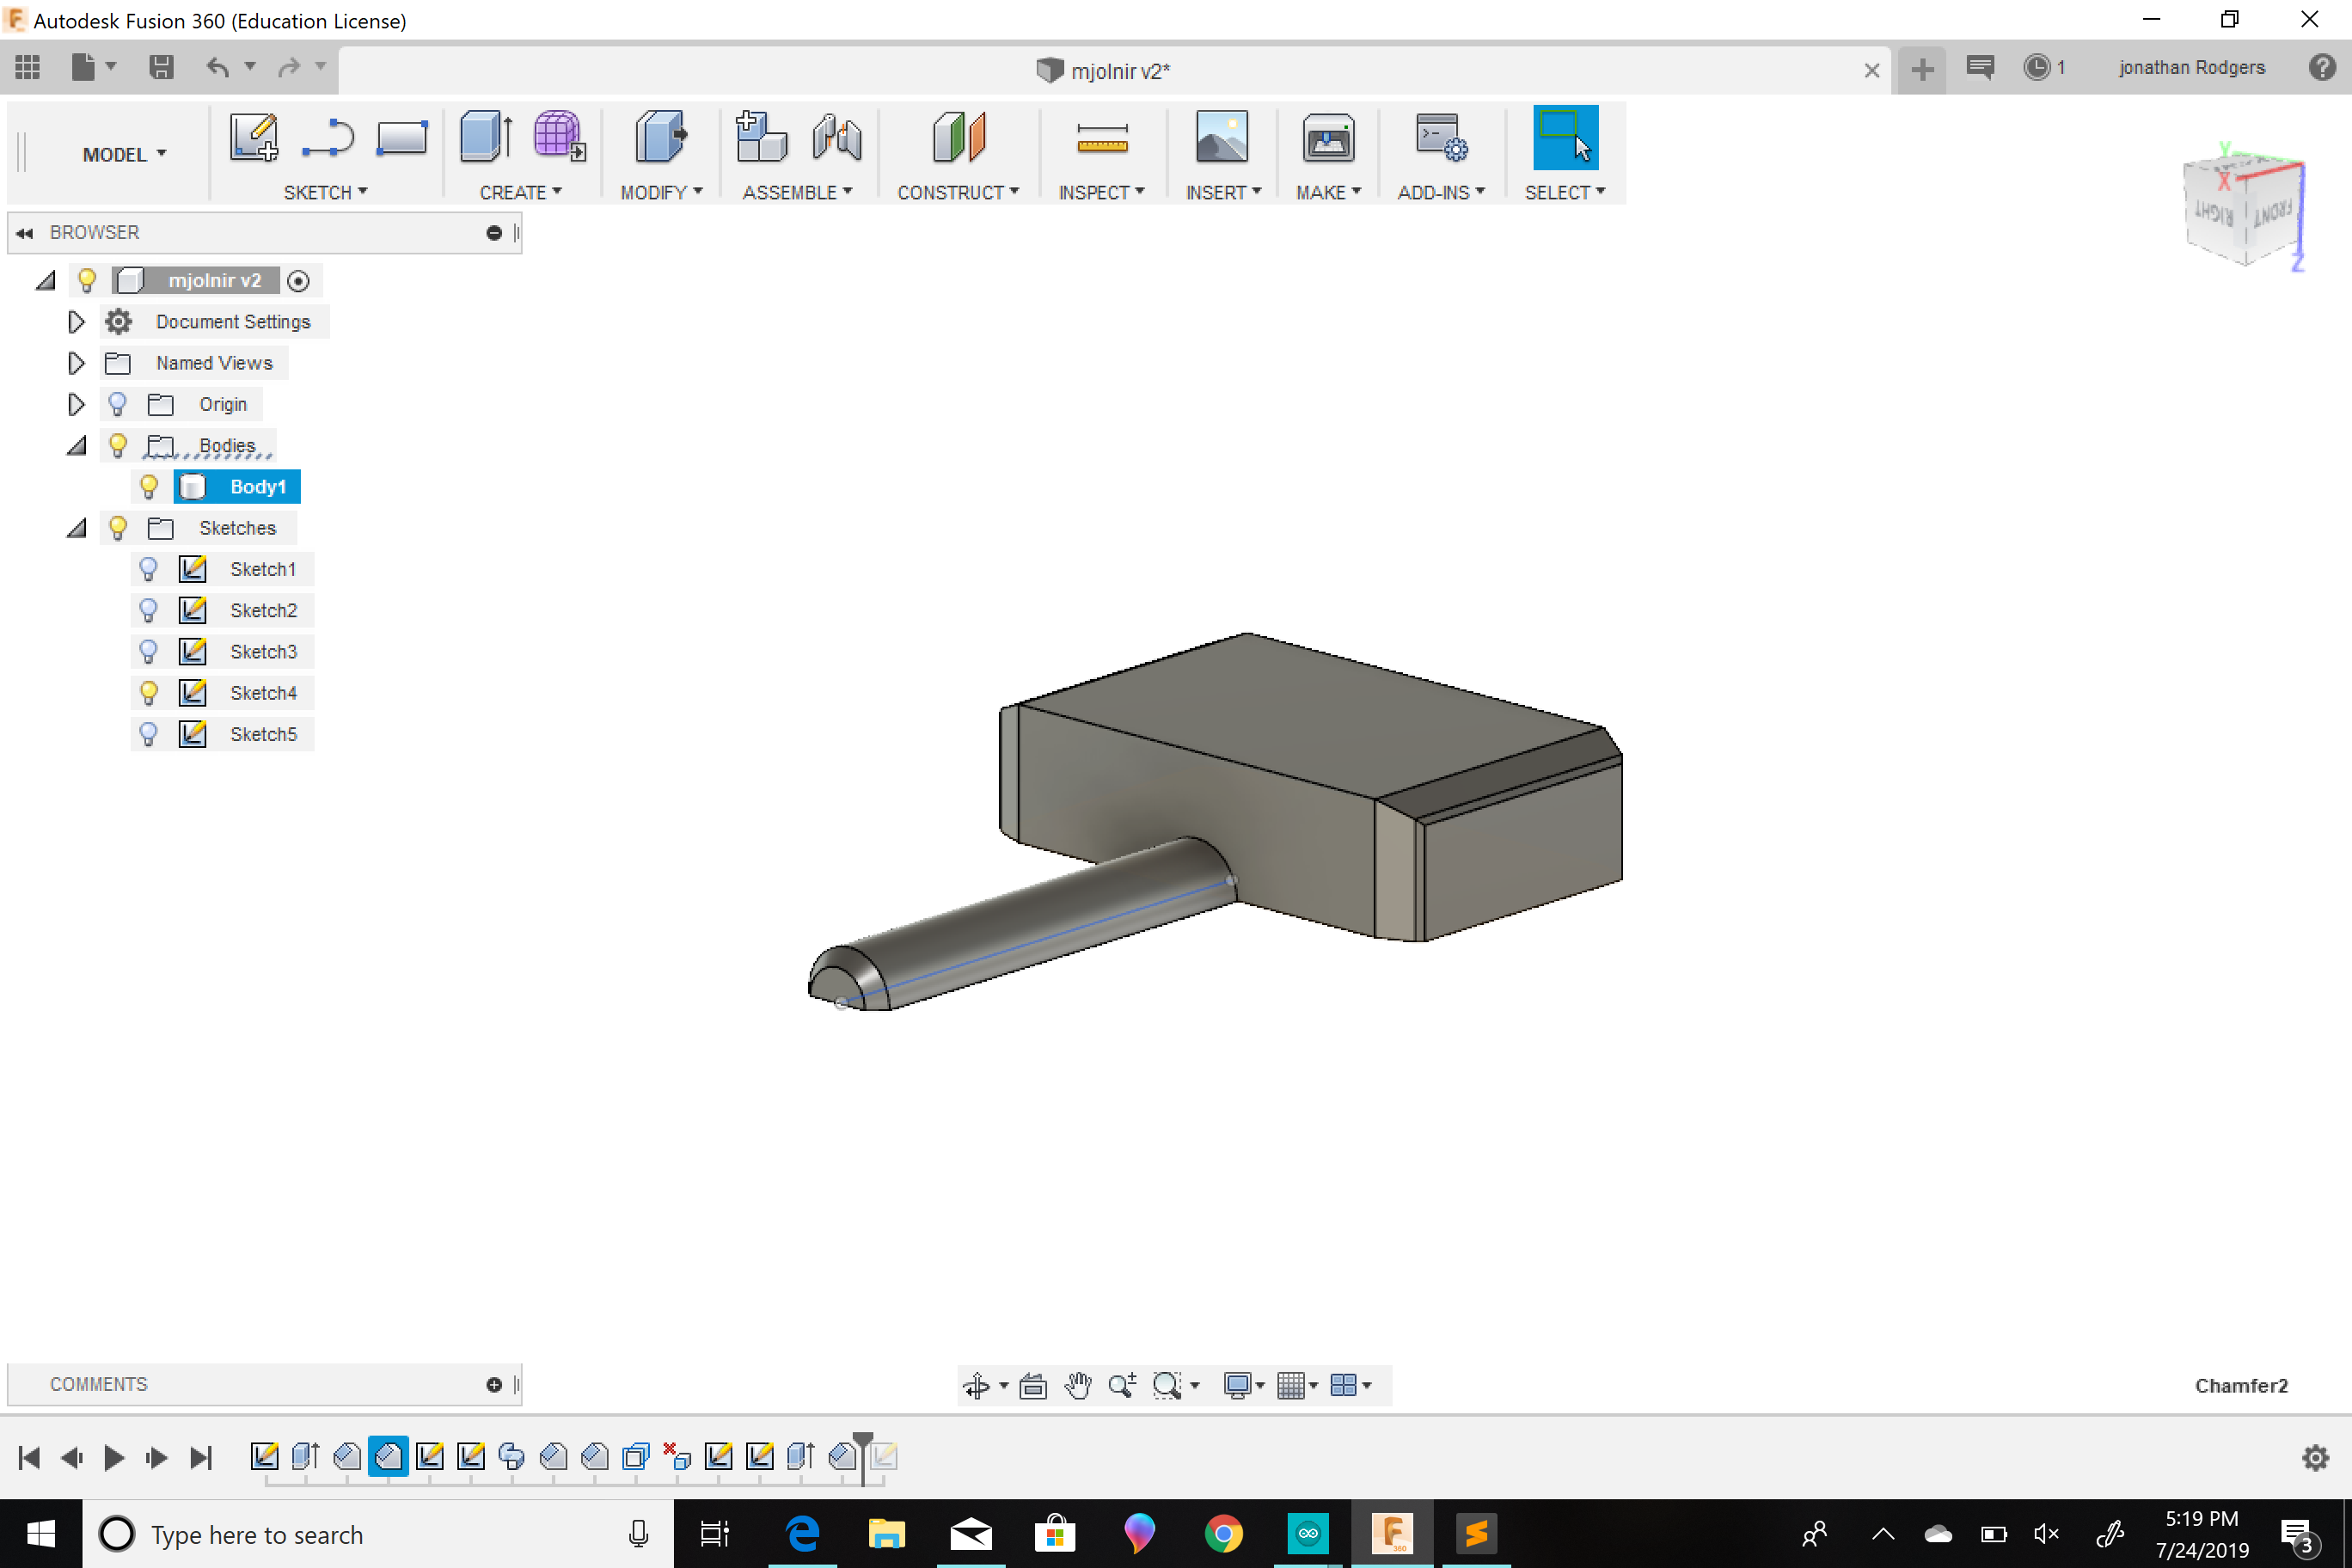 Autodesk Fusion 360 (Education License)
mjolnir v2*
1
jonathan Rodgers
MODEL
SKETCH
CREATE
MODIFY
ASSEMBLE
CONSTRUCT
INSPECT
INSERT
MAKE
ADD-INS
SELECT
Y
X
RIGHT
FRONT
Z
BROWSER
mjolnir v2
Document Settings
Named Views
Origin
Bodies
Body1
Sketches
Sketch1
Sketch2
Sketch3
Sketch4
Sketch5
COMMENTS
Chamfer2
Type here to search
360
5:19 PM
7/24/2019
3